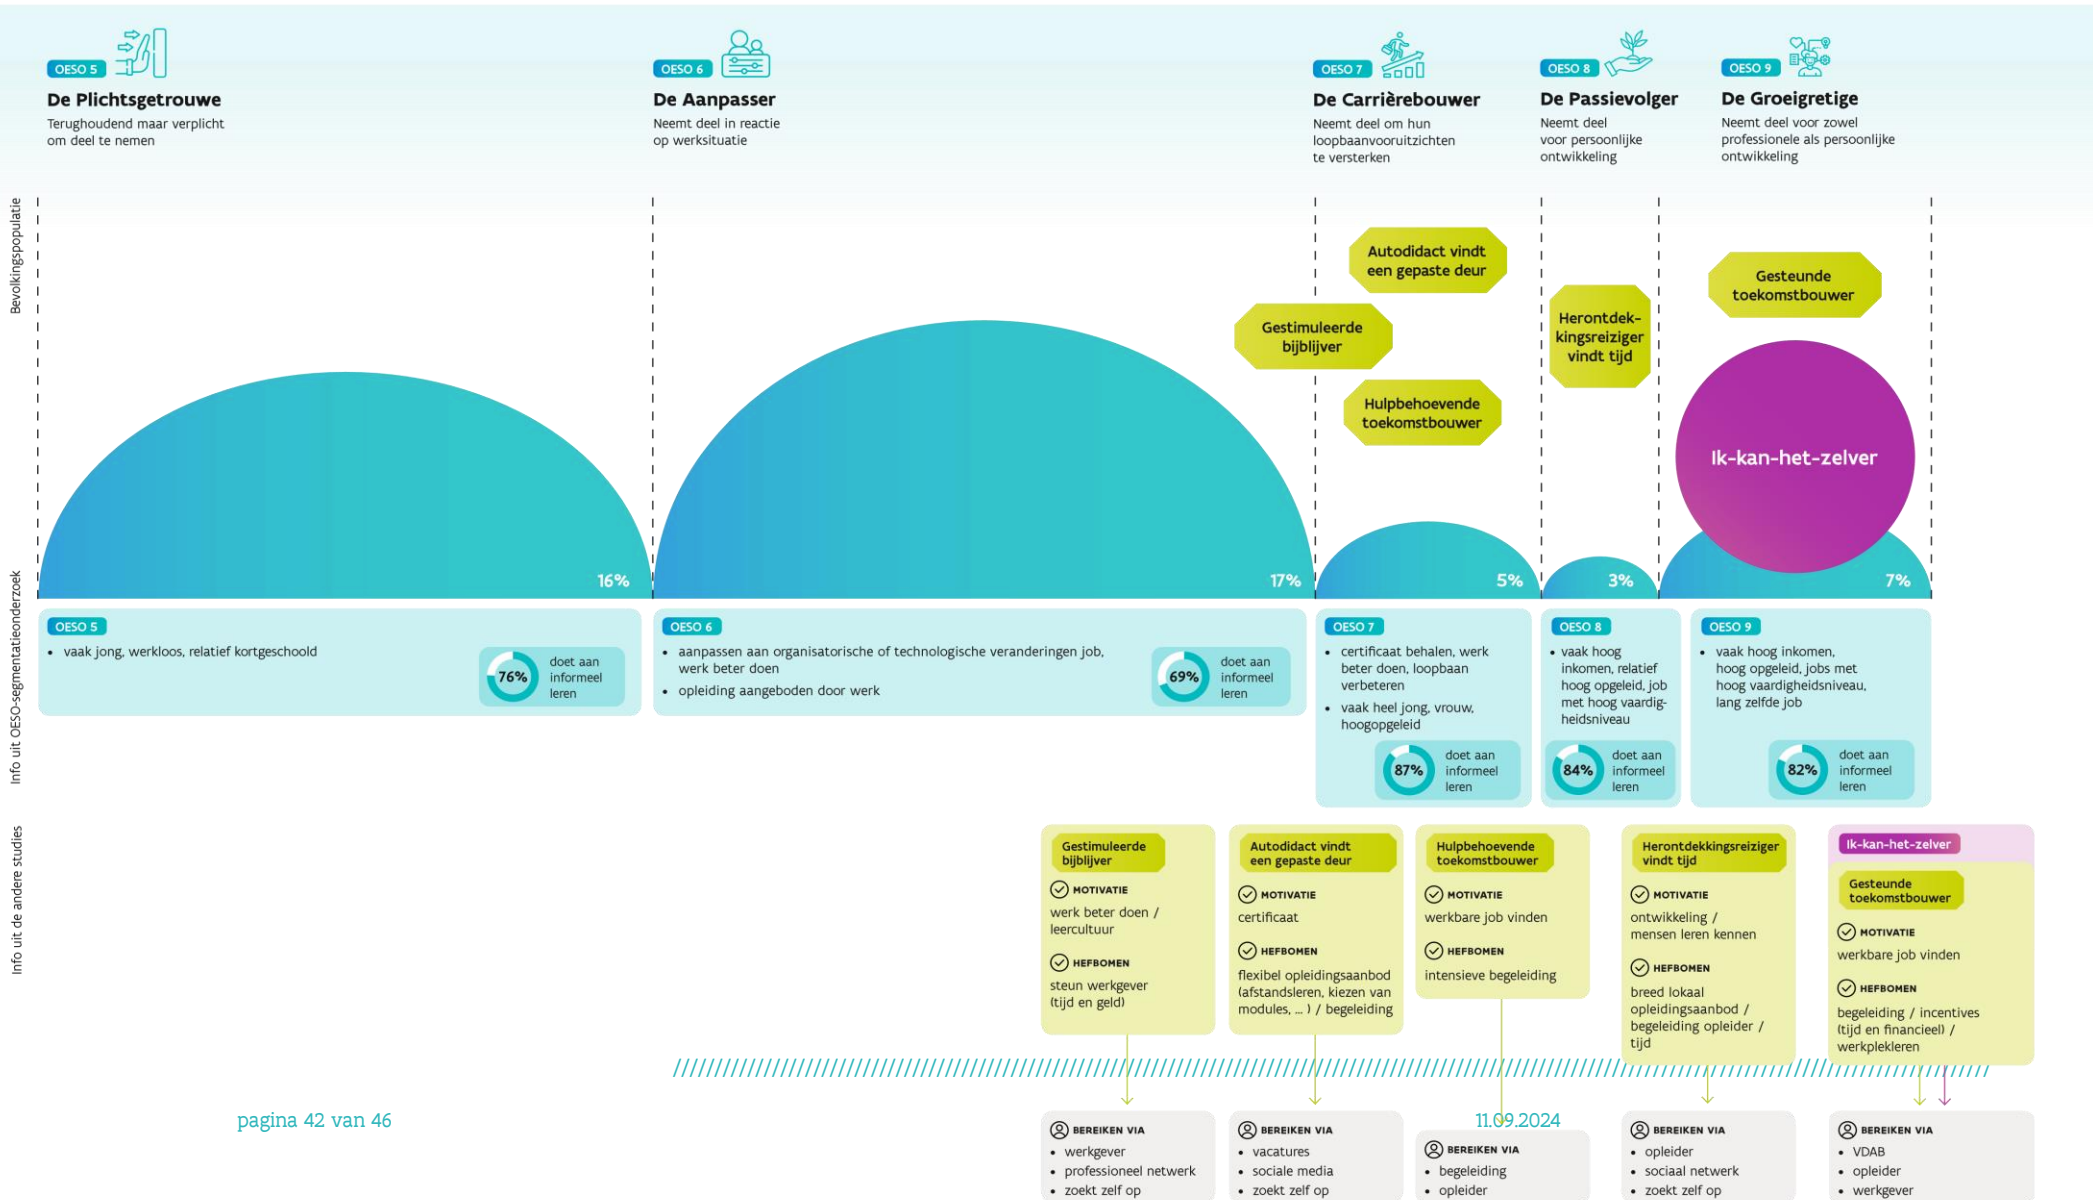 OESO 5
De Plichtsgetrouwe
Terughoudend maar verplicht
om deel te nemen
OESO 6
De Aanpasser
Neemt deel in reactie
op werksituatie
OESO 7
De Carrièrebouwer
Neemt deel om hun
loopbaanvooruitzichten
te versterken
OESO 8
De Passievolger
Neemt deel
voor persoonlijke
ontwikkeling
OESO 9
De Groeigretige
Neemt deel voor zowel
professionele als persoonlijke
ontwikkeling
Bevolkingspopulatie
Autodidact vindt
een gepaste deur
Gestimuleerde
bijblijver
Hulpbehoevende
toekomstbouwer
Herontdek-
kingsreiziger
vindt tijd
Gesteunde
toekomstbouwer
Ik-kan-het-zelver
16%
17%
5%
3%
7%
Info uit OESO-segmentatieonderzoek
OESO 5
• vaak jong, werkloos, relatief kortgeschoold
76%
doet aan
informeel
leren
OESO 6
• aanpassen aan organisatorische of technologische veranderingen job,
werk beter doen
• opleiding aangeboden door werk
69%
doet aan
informeel
leren
OESO 7
• certificaat behalen, werk
beter doen, loopbaan
verbeteren
• vaak heel jong, vrouw,
hoogopgeleid
87%
doet aan
informeel
leren
OESO 8
• vaak hoog
inkomen, relatief
hoog opgeleid, job
met hoog vaardig-
heidsniveau
84%
doet aan
informeel
leren
OESO 9
• vaak hoog inkomen,
hoog opgeleid, jobs met
hoog vaardigheidsniveau,
lang zelfde job
82%
doet aan
informeel
leren
Info uit de andere studies
Gestimuleerde
bijblijver
MOTIVATIE
werk beter doen /
leercultuur
HEFBOMEN
steun werkgever
(tijd en geld)
Autodidact vindt
een gepaste deur
MOTIVATIE
certificaat
HEFBOMEN
flexibel opleidingsaanbod
(afstandsleren, kiezen van
modules, ... ) / begeleiding
Hulpbehoevende
toekomstbouwer
MOTIVATIE
werkbare job vinden
HEFBOMEN
intensieve begeleiding
Herontdekkingsreiziger
vindt tijd
MOTIVATIE
ontwikkeling /
mensen leren kennen
HEFBOMEN
breed lokaal
opleidingsaanbod /
begeleiding opleider /
tijd
Ik-kan-het-zelver
Gesteunde
toekomstbouwer
MOTIVATIE
werkbare job vinden
HEFBOMEN
begeleiding / incentives
(tijd en financieel) /
werkplekleren
pagina 42 van 46
11.09.2024
BEREIKEN VIA
• werkgever
• professioneel netwerk
• zoekt zelf op
BEREIKEN VIA
• vacatures
• sociale media
• zoekt zelf op
BEREIKEN VIA
• begeleiding
• opleider
BEREIKEN VIA
• opleider
• sociaal netwerk
• zoekt zelf op
BEREIKEN VIA
• VDAB
• opleider
• werkgever